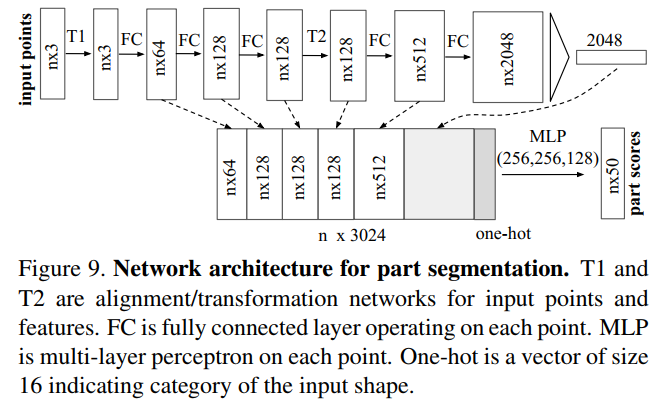 input points
nx3
T1
nx3
FC
nx64
FC
nx128
FC
nx128
T2
nx128
FC
nx512
FC
nx2048
2048
nx64
nx128
nx128
nx128
nx512
MLP
(256,256,128)
nx50
part scores
n x 3024
one-hot
Figure 9. Network architecture for part segmentation. T1 and
T2 are alignment/transformation networks for input points and
features. FC is fully connected layer operating on each point. MLP
is multi-layer perceptron on each point. One-hot is a vector of size
16 indicating category of the input shape.